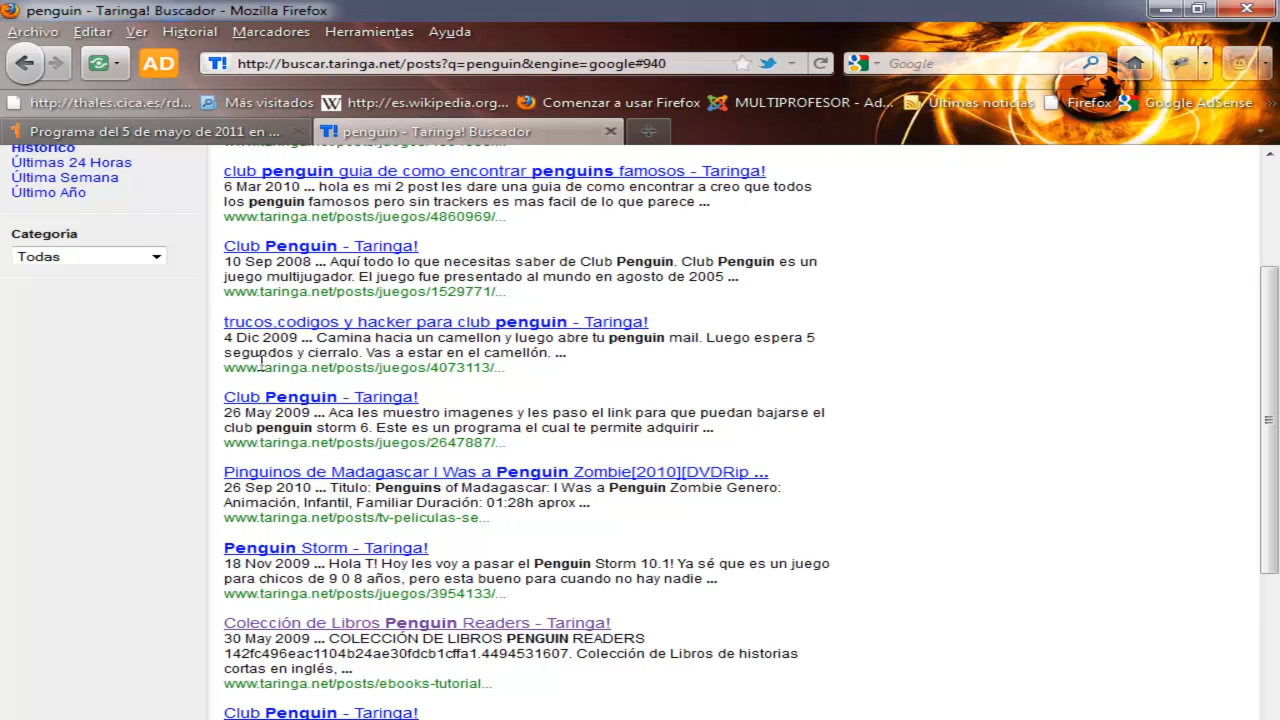 penguin - Taringa! Buscador - Mozilla Firefox
Archivo Editar Ver Historial Marcadores Herramientas Ayuda
AD T! http://buscar.taringa.net/posts?q=penguin&engine=google#940 Google
http://thales.cica.es/rd... Más visitados W http://es.wikipedia.org... Comenzar a usar Firefox MULTIPROFESOR - Ad... Últimas noticias Firefox Google AdSense
Programa del 5 de mayo de 2011 en ... T! penguin - Taringa! Buscador
Histórico
Últimas 24 Horas
Última Semana
Último Año
Categoría
Todas
club penguin guia de como encontrar penguins famosos - Taringa!
6 Mar 2010 ... hola es mi 2 post les dare una guia de como encontrar a creo que todos
los penguin famosos pero sin trackers es mas facil de lo que parece ...
www.taringa.net/posts/juegos/4860969/...
Club Penguin - Taringa!
10 Sep 2008 ... Aquí todo lo que necesitas saber de Club Penguin. Club Penguin es un
juego multijugador. El juego fue presentado al mundo en agosto de 2005 ...
www.taringa.net/posts/juegos/1529771/...
trucos,codigos y hacker para club penguin - Taringa!
4 Dic 2009 ... Camina hacia un camellon y luego abre tu penguin mail. Luego espera 5
segundos y cierralo. Vas a estar en el camellón. ...
www.taringa.net/posts/juegos/4073113/...
Club Penguin - Taringa!
26 May 2009 ... Aca les muestro imagenes y les paso el link para que puedan bajarse el
club penguin storm 6. Este es un programa el cual te permite adquirir ...
www.taringa.net/posts/juegos/2647887/...
Pinguinos de Madagascar I Was a Penguin Zombie[2010][DVDRip ...
26 Sep 2010 ... Titulo: Penguins of Madagascar: I Was a Penguin Zombie Genero:
Animación, Infantil, Familiar Duración: 01:28h aprox ...
www.taringa.net/posts/tv-peliculas-se...
Penguin Storm - Taringa!
18 Nov 2009 ... Hola T! Hoy les voy a pasar el Penguin Storm 10.1! Ya sé que es un juego
para chicos de 9 0 8 años, pero esta bueno para cuando no hay nadie ...
www.taringa.net/posts/juegos/3954133/...
Colección de Libros Penguin Readers - Taringa!
30 May 2009 ... COLECCIÓN DE LIBROS PENGUIN READERS
142fc496eac1104b24ae30fdcb1cffa1.4494531607. Colección de Libros de historias
cortas en inglés, ...
www.taringa.net/posts/ebooks-tutorial...
Club Penguin - Taringa!